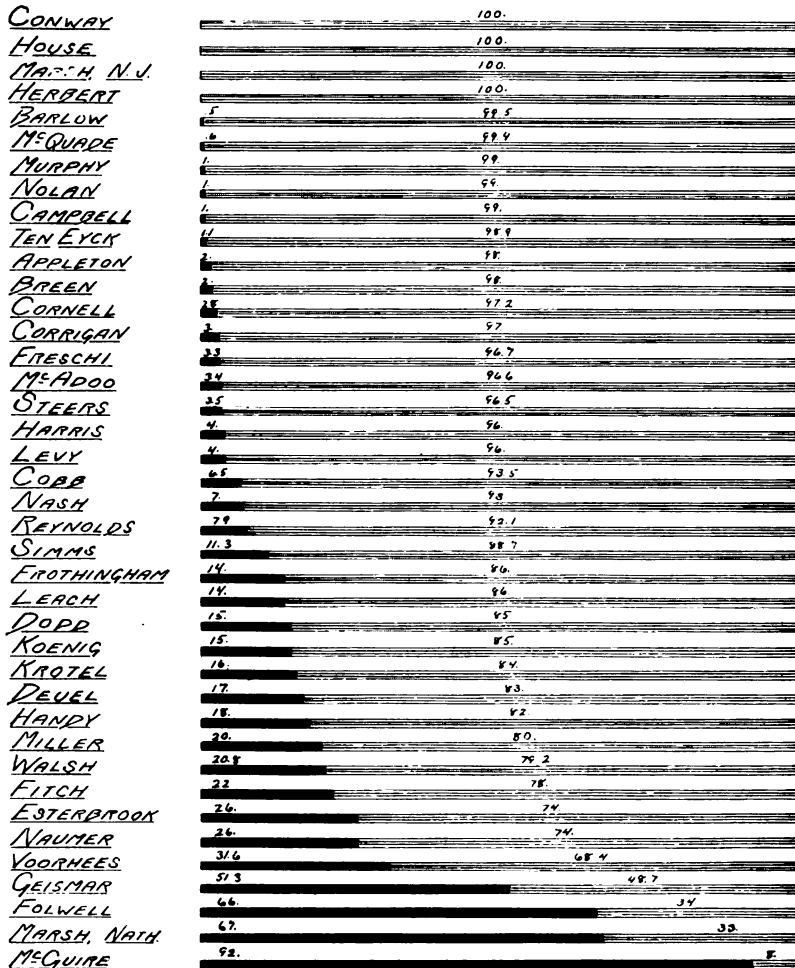 CONWAY 100.
HOUSE 100.
MARSH, N.J. 100.
HERBERT 100.
BARLOW .5 99.5
McQUADE .6 99.4
MURPHY 1. 99.
NOLAN 1. 99.
CAMPBELL 1. 99.
TEN EYCK 1.1 98.9
APPLETON 2. 98.
BREEN 2. 98.
CORNELL 2.8 97.2
CORRIGAN 3. 97
FRESCHI 3.3 96.7
McADOO 3.4 96.6
STEERS 3.5 96.5
HARRIS 4. 96.
LEVY 4. 96.
COBB 6.5 93.5
NASH 7. 93
REYNOLDS 7.9 92.1
SIMMS 11.3 88.7
FROTHINGHAM 14. 86.
LEACH 14. 86
DODD 15. 85
KOENIG 15. 85.
KROTEL 16. 84.
DEUEL 17. 83.
HANDY 18. 82
MILLER 20. 80.
WALSH 20.8 79.2
FITCH 22 78.
ESTERBROOK 26. 74
NAUMER 26. 74.
VOORHEES 31.6 68.4
GEISMAR 51.3 48.7
FOLWELL 66. 34
MARSH, NATH. 67. 33.
McGUIRE 92. 8.